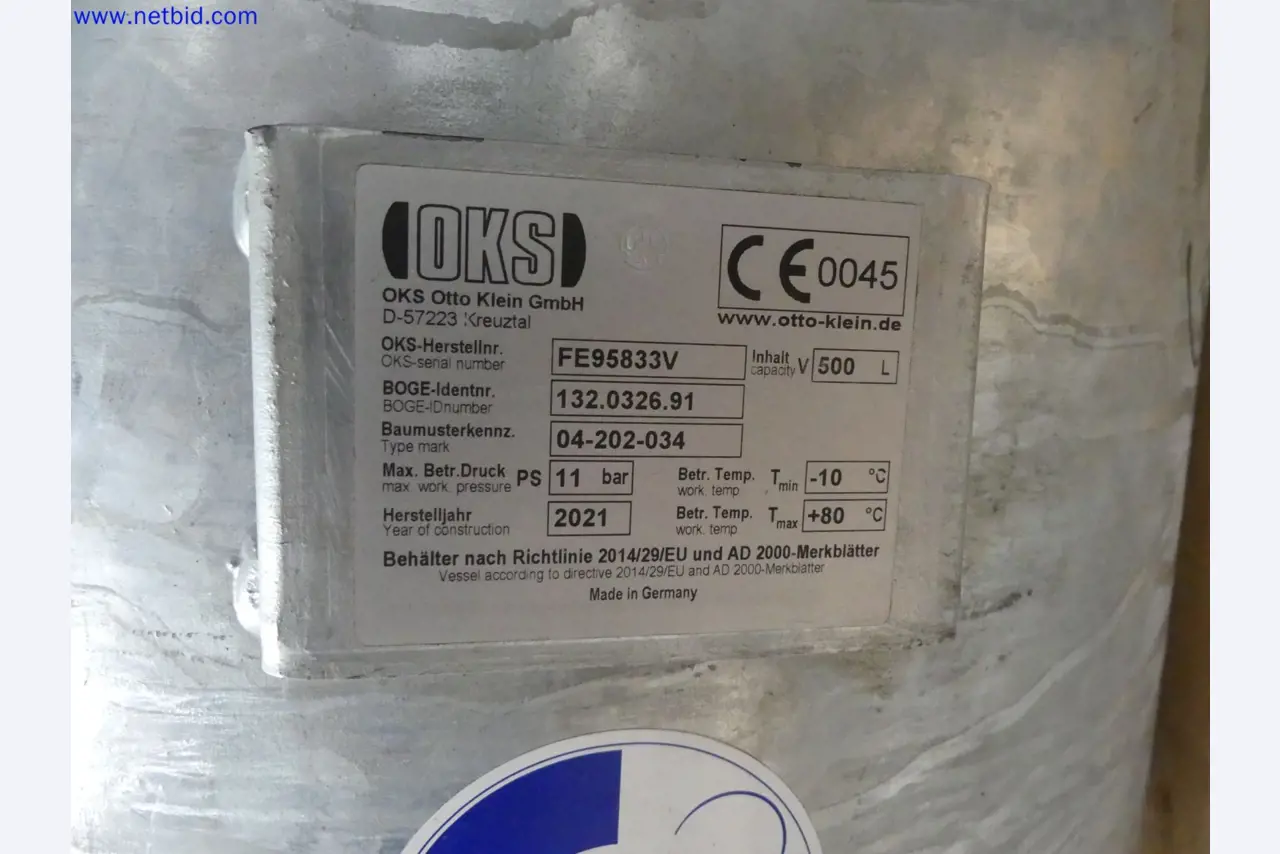 www.netbid.com
OKS
OKS Otto Klein GmbH
D-57223 Kreuztal
CE 0045
www.otto-klein.de
OKS-Herstellnr. FE95833V Inhalt V 500 L
OKS-serial number capacity
BOGE-Identnr. 132.0326.91
BOGE-IDnumber
Baumusterkennz. 04-202-034
Type mark
Max. Betr.Druck PS 11 bar Betr. Temp. Tmin -10 °C
max. work. pressure work. temp
Herstelljahr 2021 Betr. Temp. Tmax +80 °C
Year of construction work. temp
Behälter nach Richtlinie 2014/29/EU und AD 2000-Merkblätter
Vessel according to directive 2014/29/EU and AD 2000-Merkblätter
Made in Germany